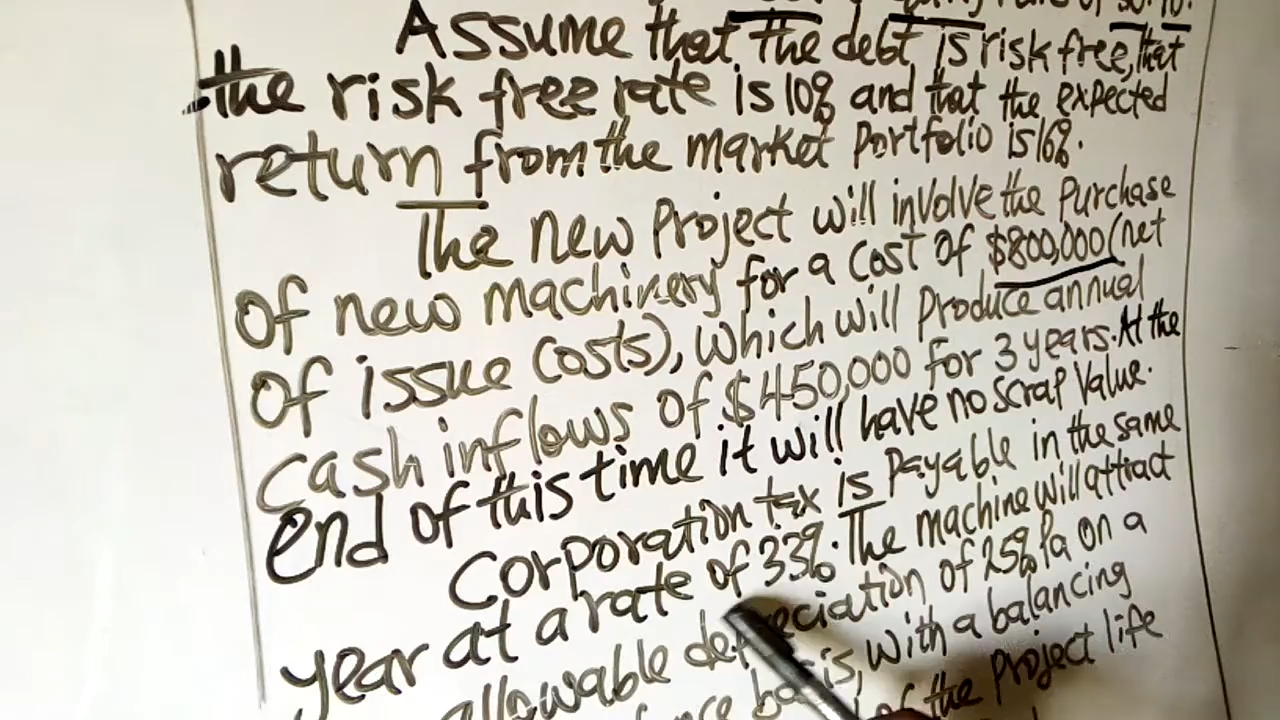 Assume that the debt is risk free, that
the risk free rate is 10% and that the expected
return from the market portfolio is 16%.
The new project will involve the purchase
of new machinery for a cost of $800,000 (net
of issue costs), which will produce annual
cash inflows of $450,000 for 3 years. At the
end of this time it will have no scrap value.
Corporation tax is payable in the same
year at a rate of 33%. The machine will attract
allowable depreciation of 25% pa on a
basis, with a balancing
of the project life